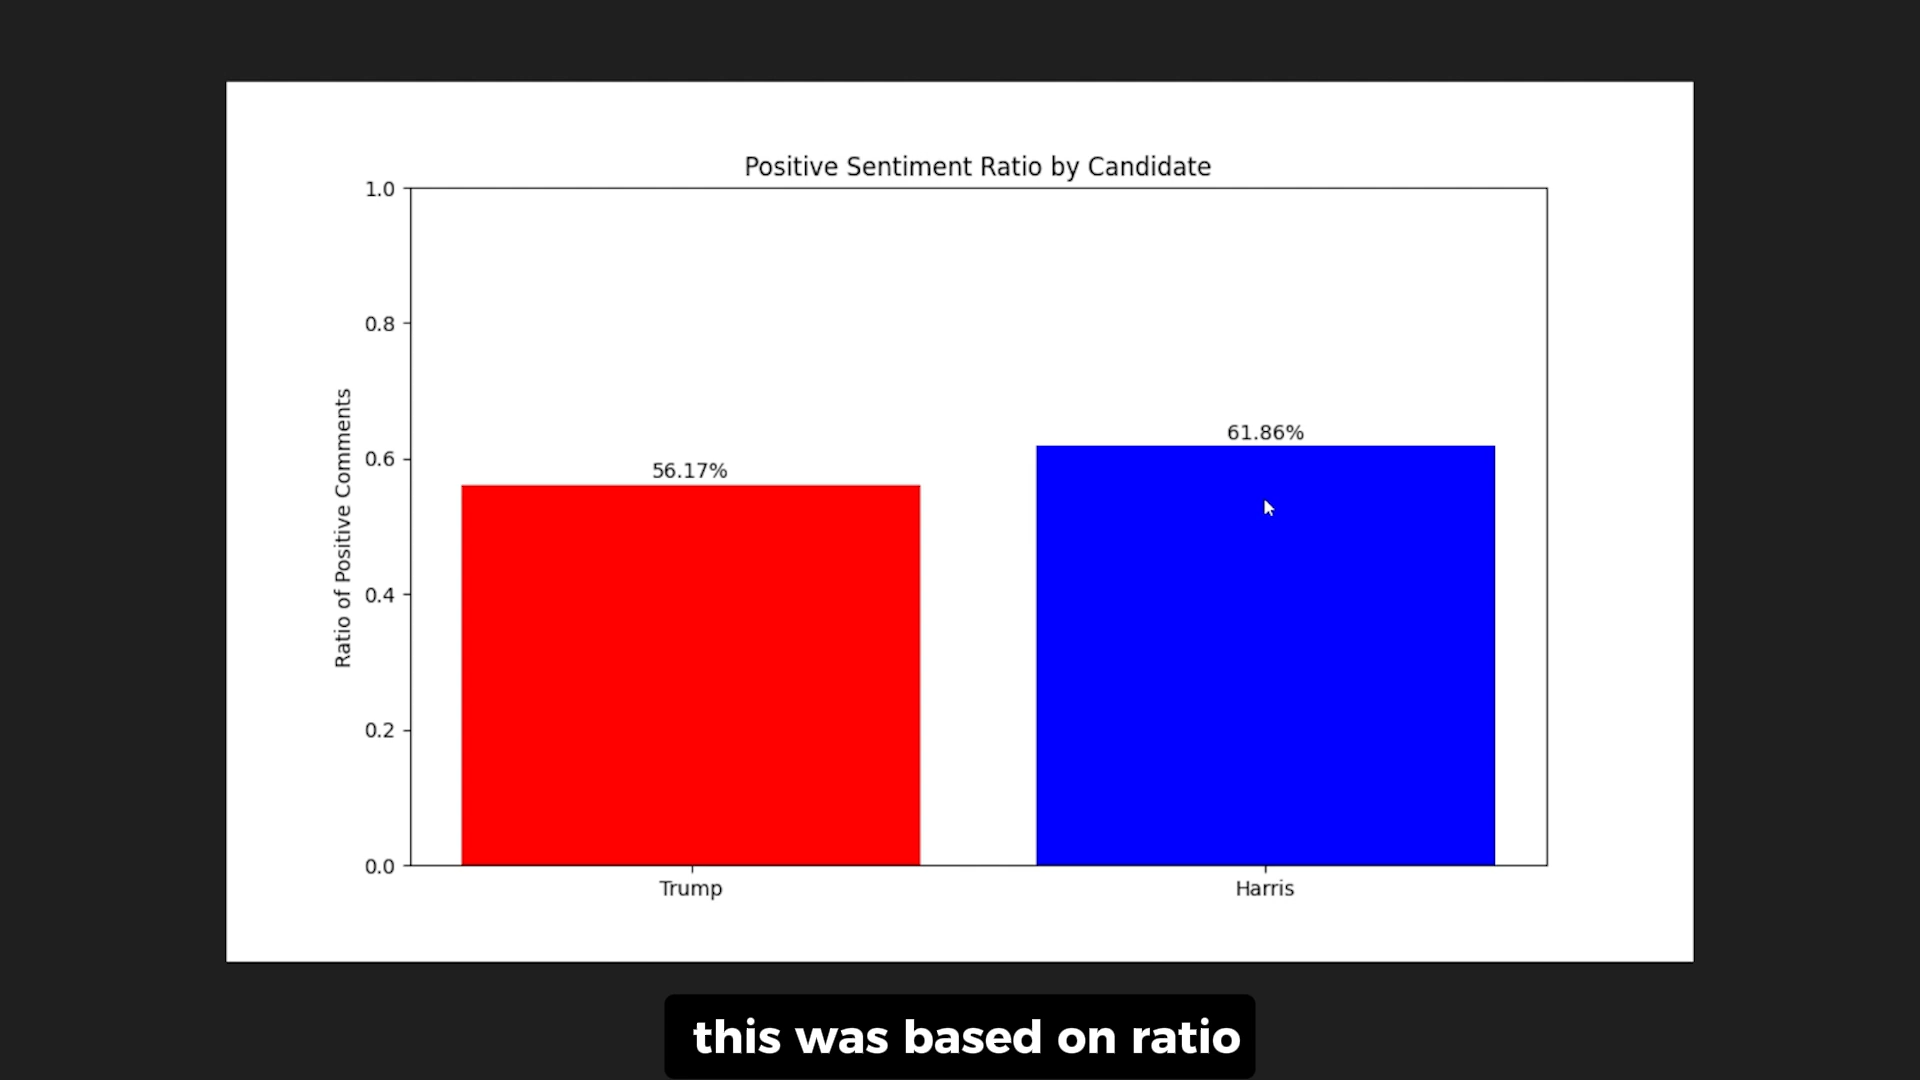 Positive Sentiment Ratio by Candidate
1.0
0.8
0.6
0.4
0.2
0.0
Ratio of Positive Comments
56.17%
61.86%
Trump
Harris
this was based on ratio